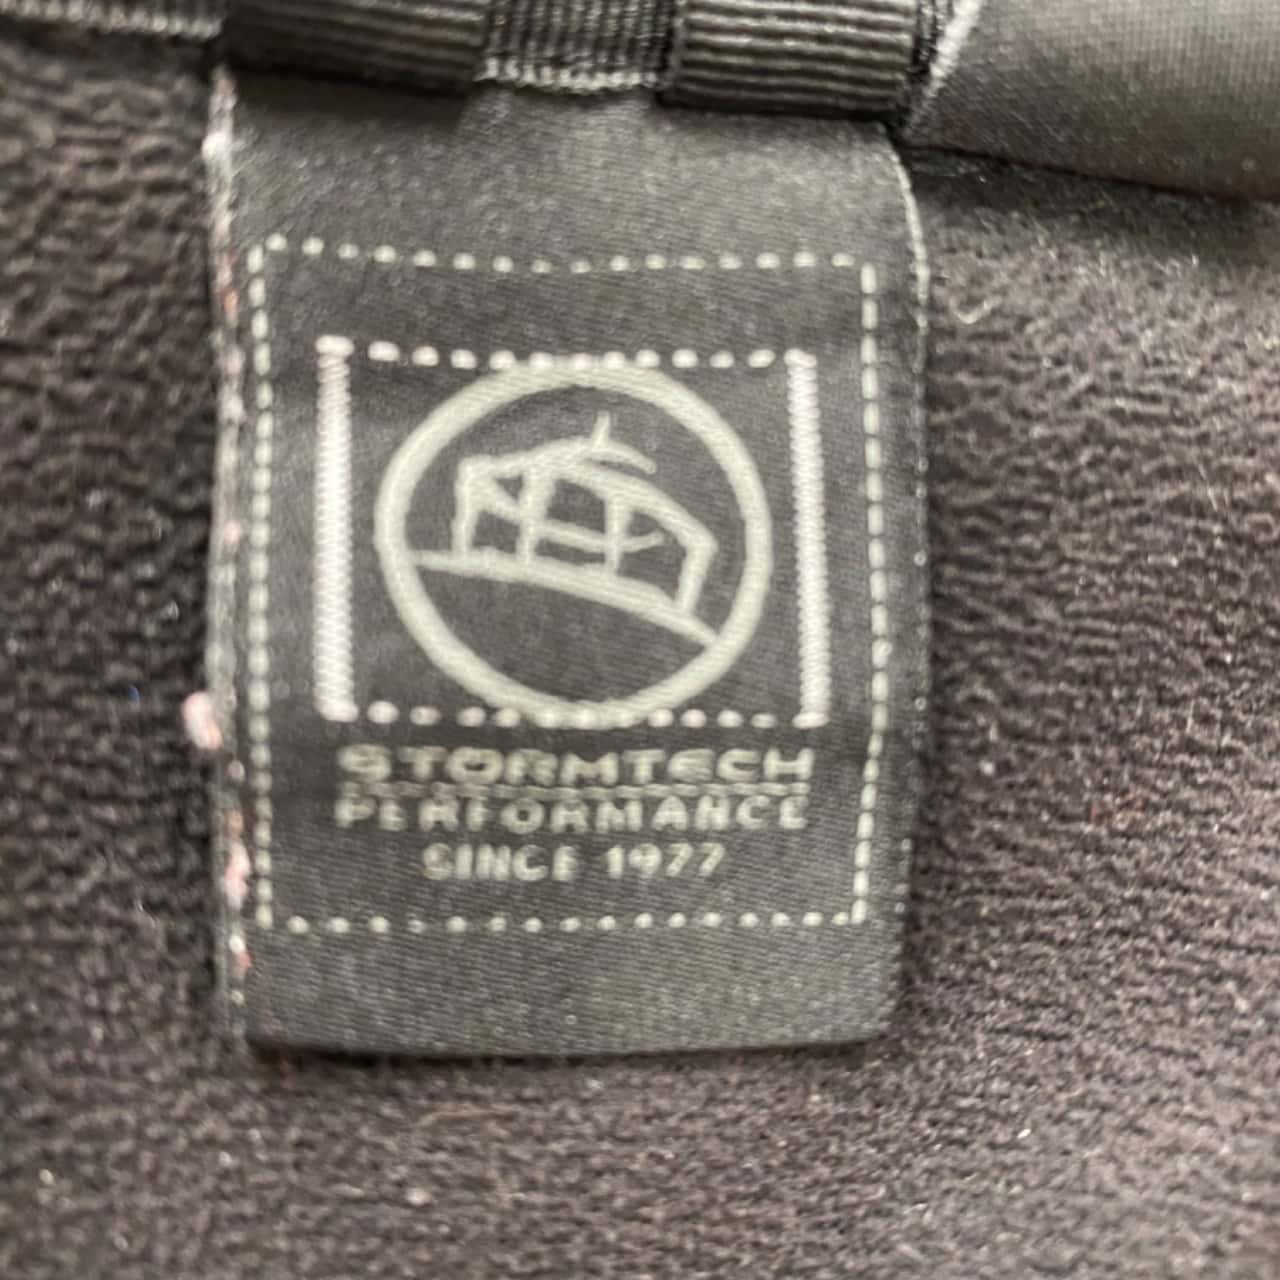 STORMTECH
PERFORMANCE
SINCE 1977